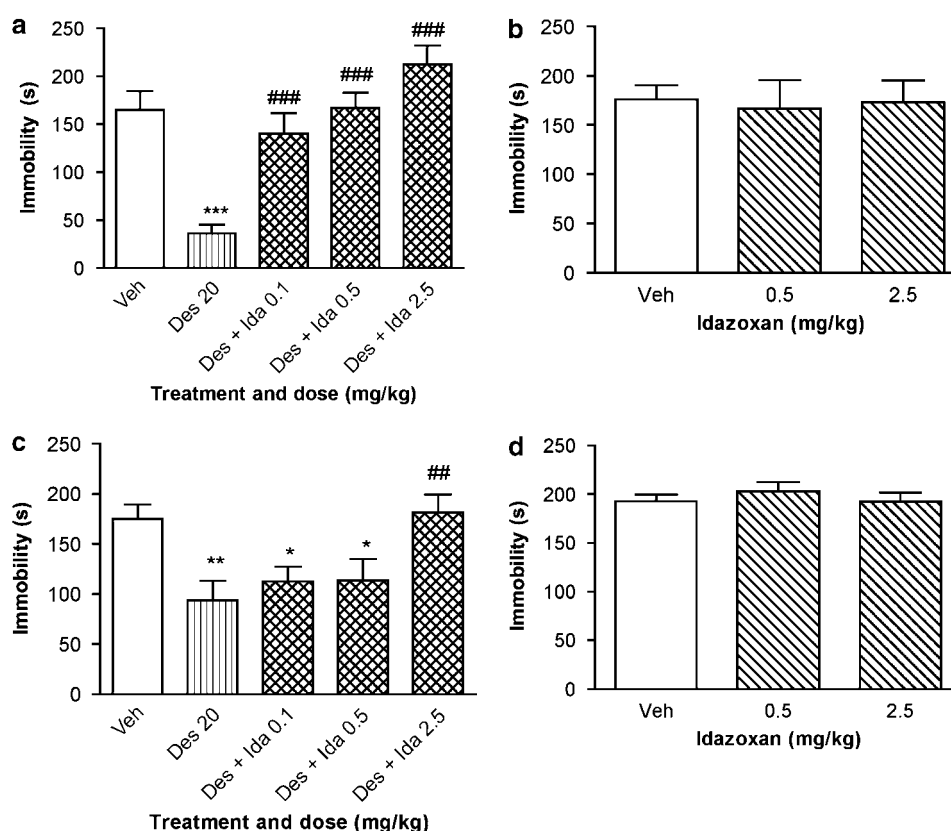 a
Immobility (s)
250
200
150
100
50
0
***
###
###
###
Veh
Des 20
Des + Ida 0.1
Des + Ida 0.5
Des + Ida 2.5
Treatment and dose (mg/kg)
b
Immobility (s)
250
200
150
100
50
0
Veh
0.5
2.5
Idazoxan (mg/kg)
c
Immobility (s)
250
200
150
100
50
0
**
*
*
##
Veh
Des 20
Des + Ida 0.1
Des + Ida 0.5
Des + Ida 2.5
Treatment and dose (mg/kg)
d
Immobility (s)
250
200
150
100
50
0
Veh
0.5
2.5
Idazoxan (mg/kg)